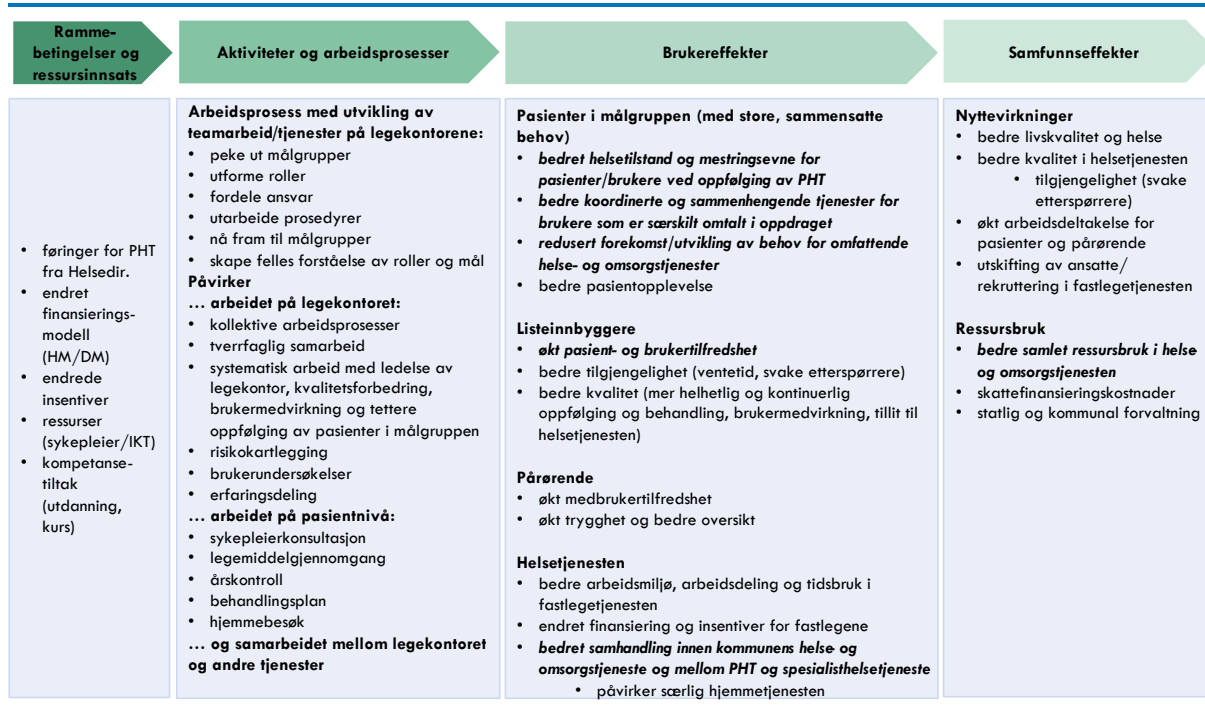 Ramme-
betingelser og
ressursinnsats
Aktiviteter og arbeidsprosesser
Brukereffekter
Samfunnseffekter
• føringer for PHT
fra Helsedir.
• endret
finansierings-
modell
(HM/DM)
• endrede
insentiver
• ressurser
(sykepleier/IKT)
• kompetanse-
tiltak
(utdanning,
kurs)
Arbeidsprosess med utvikling av
teamarbeid/tjenester på legekontorene:
• peke ut målgrupper
• utforme roller
• fordele ansvar
• utarbeide prosedyrer
• nå fram til målgrupper
• skape felles forståelse av roller og mål
Påvirker
... arbeidet på legekontoret:
• kollektive arbeidsprosesser
• tverrfaglig samarbeid
• systematisk arbeid med ledelse av
legekontor, kvalitetsforbedring,
brukermedvirkning og tettere
oppfølging av pasienter i målgruppen
• risikokartlegging
• brukerundersøkelser
• erfaringsdeling
... arbeidet på pasientnivå:
• sykepleierkonsultasjon
• legemiddelgjennomgang
• årskontroll
• behandlingsplan
• hjemmebesøk
... og samarbeidet mellom legekontoret
og andre tjenester
Pasienter i målgruppen (med store, sammensatte
behov)
• bedret helsetilstand og mestringsevne for
pasienter/brukere ved oppfølging av PHT
• bedre koordinerte og sammenhengende tjenester for
brukere som er særskilt omtalt i oppdraget
• redusert forekomst/utvikling av behov for omfattende
helse- og omsorgstjenester
• bedre pasientopplevelse
Listeinnbyggere
• økt pasient- og brukertilfredshet
• bedre tilgjengelighet (ventetid, svake etterspørrere)
• bedre kvalitet (mer helhetlig og kontinuerlig
oppfølging og behandling, brukermedvirkning, tillit til
helsetjenesten)
Pårørende
• økt medbrukertilfredshet
• økt trygghet og bedre oversikt
Helsetjenesten
• bedre arbeidsmiljø, arbeidsdeling og tidsbruk i
fastlegetjenesten
• endret finansiering og insentiver for fastlegene
• bedret samhandling innen kommunens helse- og
omsorgstjeneste og mellom PHT og spesialisthelsetjeneste
• påvirker særlig hjemmetjenesten
Nyttevirkninger
• bedre livskvalitet og helse
• bedre kvalitet i helsetjenesten
• tilgjengelighet (svake
etterspørrere)
• økt arbeidsdeltakelse for
pasienter og pårørende
• utskifting av ansatte/
rekruttering i fastlegetjenesten
Ressursbruk
• bedre samlet ressursbruk i helse-
og omsorgstjenesten
• skattefinansieringskostnader
• statlig og kommunal forvaltning